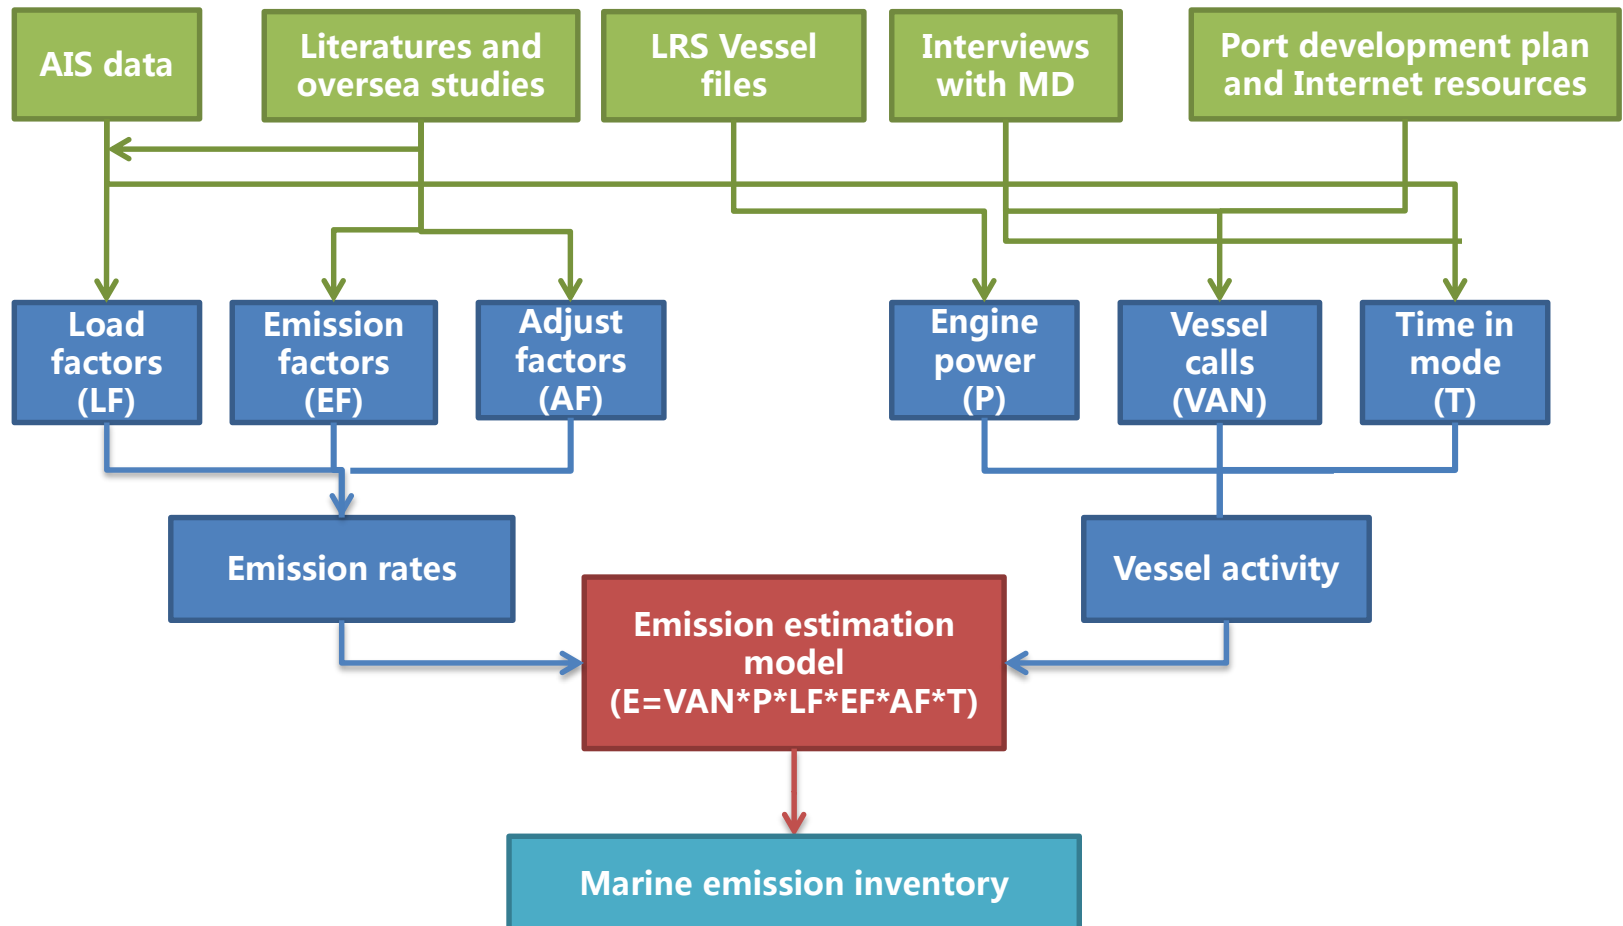 AIS data
Literatures and
oversea studies
LRS Vessel
files
Interviews
with MD
Port development plan
and Internet resources
Load
factors
(LF)
Emission
factors
(EF)
Adjust
factors
(AF)
Engine
power
(P)
Vessel
calls
(VAN)
Time in
mode
(T)
Emission rates
Vessel activity
Emission estimation
model
(E=VAN*P*LF*EF*AF*T)
Marine emission inventory